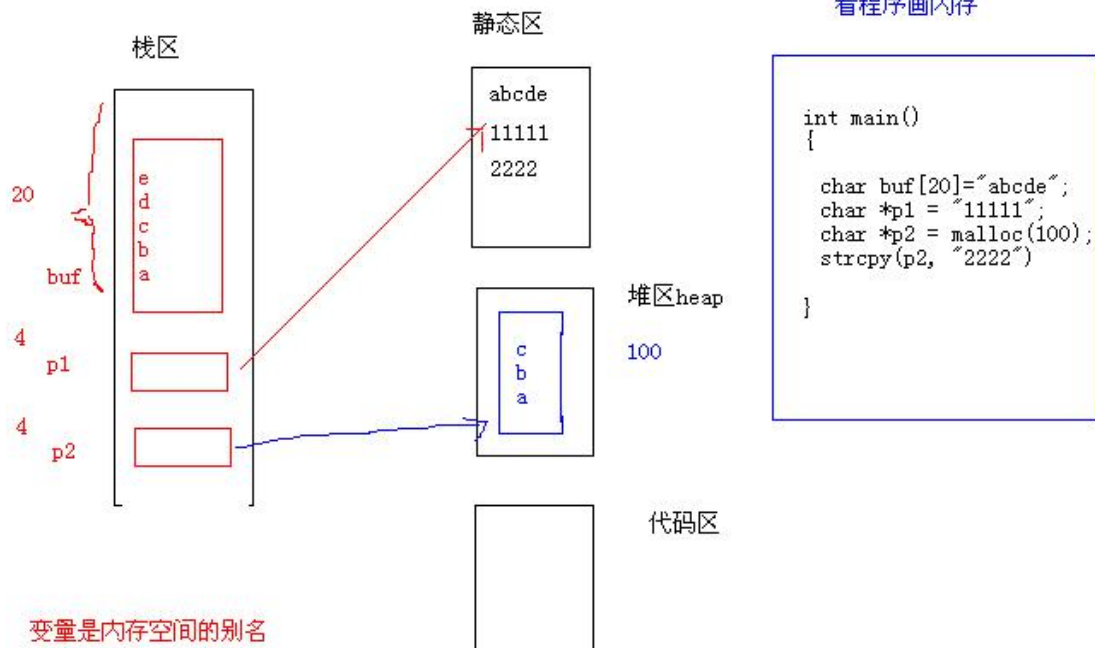 看程序画内存
栈区
静态区
abcde
11111
2222
20
e
d
c
b
a
buf
4
p1
4
p2
堆区heap
100
c
b
a
代码区
变量是内存空间的别名
int main()
{
char buf[20]="abcde";
char *p1 = "11111";
char *p2 = malloc(100);
strcpy(p2, "2222")
}